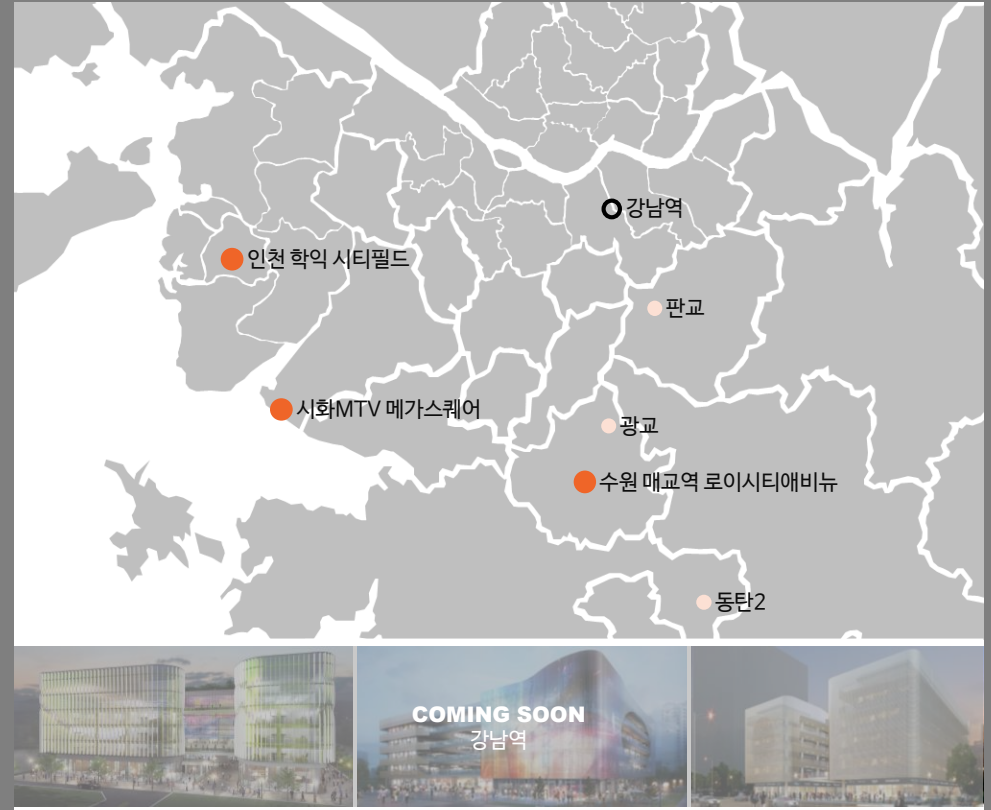 강남역
인천 학익 시티필드
판교
시화MTV 메가스퀘어
광교
수원 매교역 로이시티애비뉴
동탄2
COMING SOON
강남역